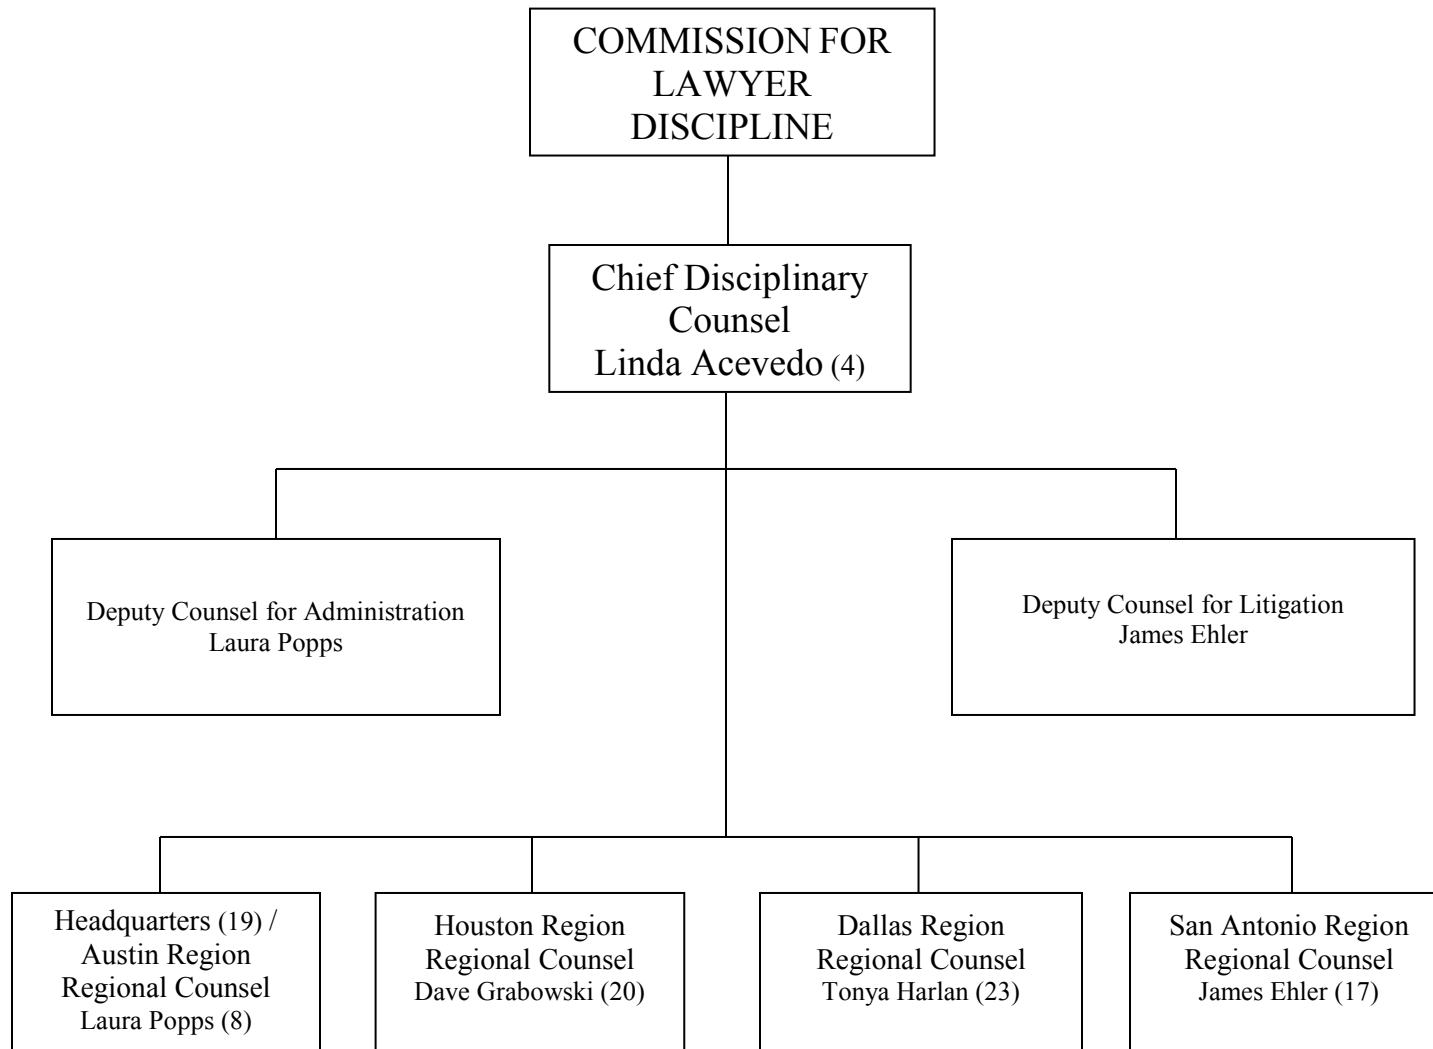 COMMISSION FOR
LAWYER
DISCIPLINE
Chief Disciplinary
Counsel
Linda Acevedo (4)
Deputy Counsel for Administration
Laura Popps
Deputy Counsel for Litigation
James Ehler
Headquarters (19) /
Austin Region
Regional Counsel
Laura Popps (8)
Houston Region
Regional Counsel
Dave Grabowski (20)
Dallas Region
Regional Counsel
Tonya Harlan (23)
San Antonio Region
Regional Counsel
James Ehler (17)